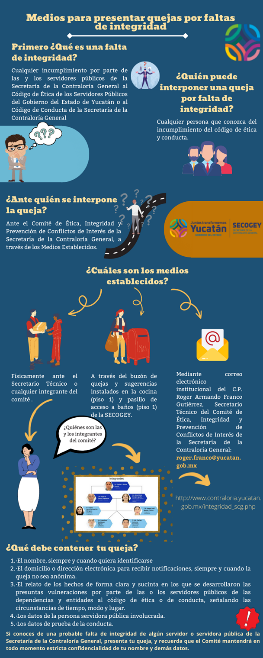 Medios para presentar quejas por faltas
de integridad
Primero ¿Qué es una falta
de integridad?
Cualquier incumplimiento por parte de
las y los servidores públicos de la
Secretaría de la Contraloría General al
Código de Ética de los Servidores Públicos
del Gobierno del Estado de Yucatán o al
Código de Conducta de la Secretaría de la
Contraloría General
¿Quién puede
interponer una queja
por falta de
integridad?
Cualquier persona que conozca del
incumplimiento del código de ética
y conducta.
¿Ante quién se interpone
la queja?
Ante el Comité de Ética, Integridad y
Prevención de Conflictos de Interés de la
Secretaría de la Contraloría General, a
través de los Medios Establecidos.
Yucatán
SECOGEY
¿Cuáles son los medios
establecidos?
Físicamente ante el
Secretario Técnico o
cualquier integrante del
comité
A través del buzón de
quejas y sugerencias
instalados en la cocina
(piso 1) y pasillo de
acceso a baños (piso 1)
de la SECOGEY.
Mediante correo
electrónico
institucional del C.P.
Roger Armando Franco
Gutiérrez, Secretario
Técnico del Comité de
Ética, Integridad y
Prevención de
Conflictos de Interés de
la Secretaría de la
Contraloría General:
roger.franco@yucatan.
gob.mx
¿Quiénes son las
y los integrantes
del comité?
http://www.contraloria.yucatan.
gob.mx/integridad_scg.php
¿Qué debe contener tu queja?
1.-El nombre, siempre y cuando quiera identificarse
2.-El domicilio o dirección electrónica para recibir notificaciones, siempre y cuando la
queja no sea anónima.
3.-El relato de los hechos de forma clara y sucinta en los que se desarrollaron las
presuntas vulneraciones por parte de las o los servidores públicos de las
dependencias y entidades al código de ética o de conducta, señalando las
circunstancias de tiempo, modo y lugar.
4. Los datos de la persona servidora pública involucrada.
5. Los datos de prueba de la conducta.
Si conoces de una probable falta de integridad de algún servidor o servidora pública de la
Secretaría de la Contraloría General, presenta tu queja, y recuerda que el Comité mantendrá en
todo momento estricta confidencialidad de tu nombre y demás datos.